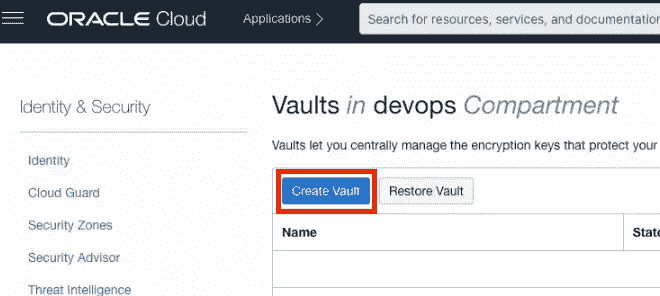 ORACLE Cloud
Applications >
Search for resources, services, and documentation
Identity & Security
Identity
Cloud Guard
Security Zones
Security Advisor
Threat Intelligence
Vaults in devops Compartment
Vaults let you centrally manage the encryption keys that protect your
Create Vault
Restore Vault
Name
State